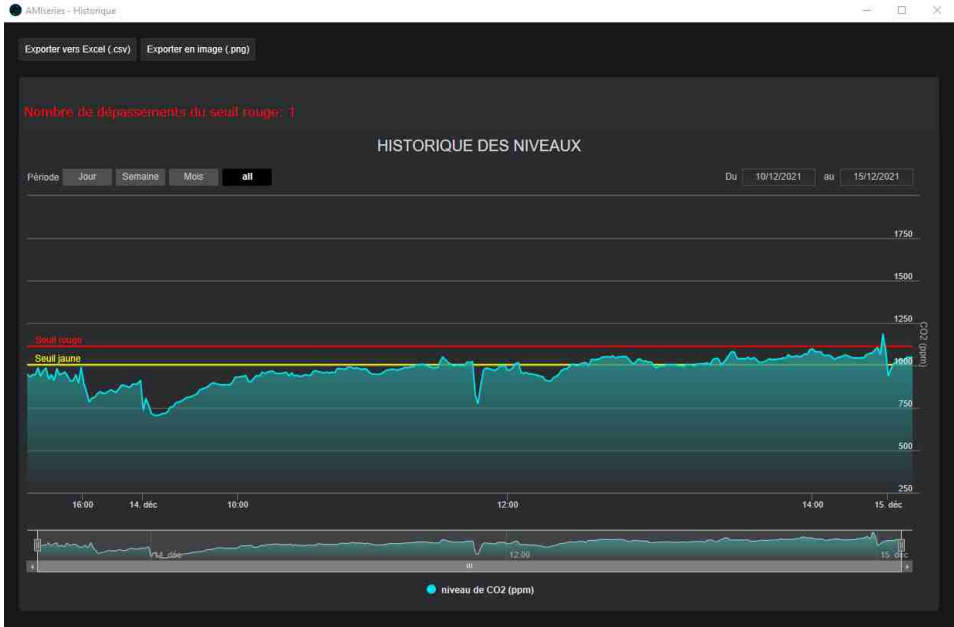 AMIseries - Historique
Exporter vers Excel (.csv) Exporter en image (.png)
Nombre de dépassements du seuil rouge: 1
HISTORIQUE DES NIVEAUX
Période Jour Semaine Mois all Du 10/12/2021 au 15/12/2021
1750
1500
1250
Seuil rouge
Seuil jaune
1000
CO2 (ppm)
750
500
250
16:00 14. déc 10:00 12:00 14:00 15. déc
14. déc 12:00 15. déc
niveau de CO2 (ppm)